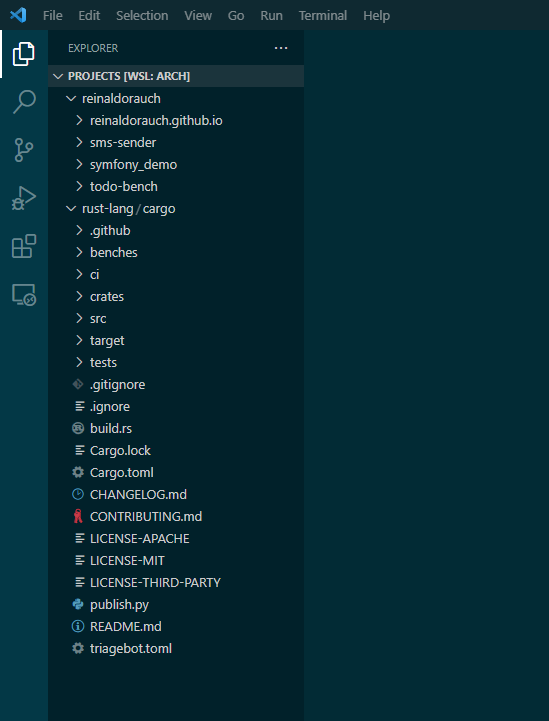 File Edit Selection View Go Run Terminal Help
EXPLORER ...
PROJECTS [WSL: ARCH]
reinaldorauch
reinaldorauch.github.io
sms-sender
symfony_demo
todo-bench
rust-lang/cargo
.github
benches
ci
crates
src
target
tests
.gitignore
.ignore
build.rs
Cargo.lock
Cargo.toml
CHANGELOG.md
CONTRIBUTING.md
LICENSE-APACHE
LICENSE-MIT
LICENSE-THIRD-PARTY
publish.py
README.md
triagebot.toml